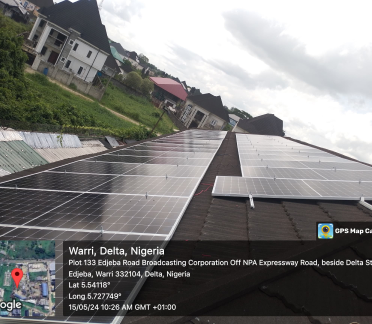 GPS Map Ca
Warri, Delta, Nigeria
Plot 133 Edjeba Road Broadcasting Corporation Off NPA Expressway Road, beside Delta St
Edjeba, Warri 332104, Delta, Nigeria
Lat 5.54118°
Long 5.727749°
15/05/24 10:26 AM GMT +01:00
oogle